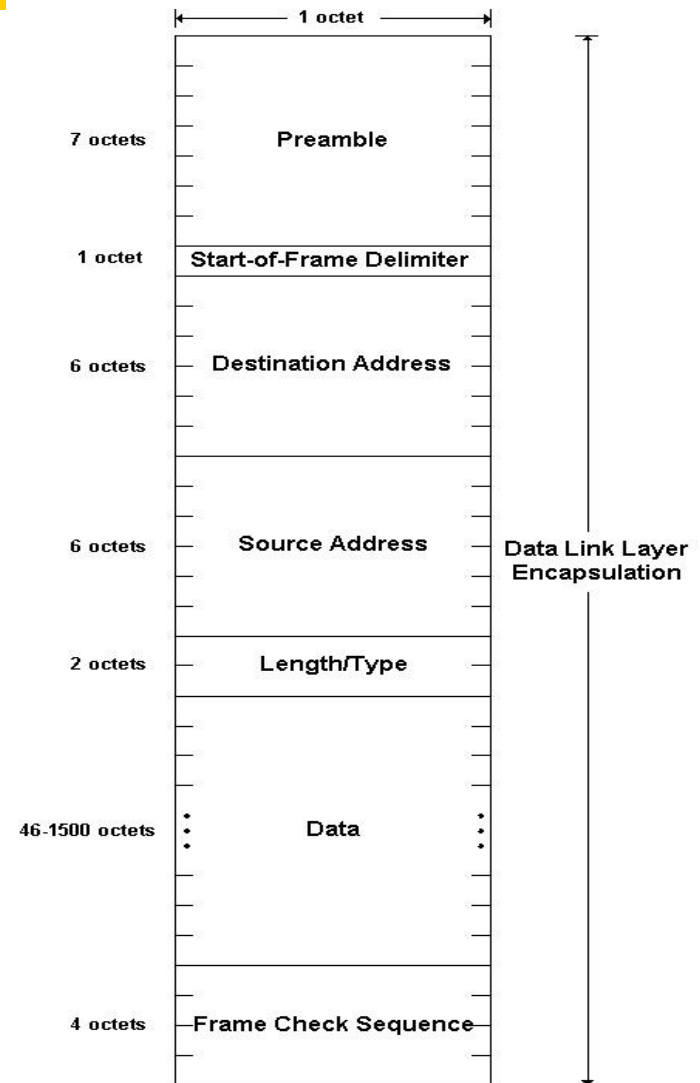 1 octet
7 octets
Preamble
1 octet
Start-of-Frame Delimiter
6 octets
Destination Address
6 octets
Source Address
Data Link Layer
Encapsulation
2 octets
Length/Type
46-1500 octets
Data
4 octets
Frame Check Sequence